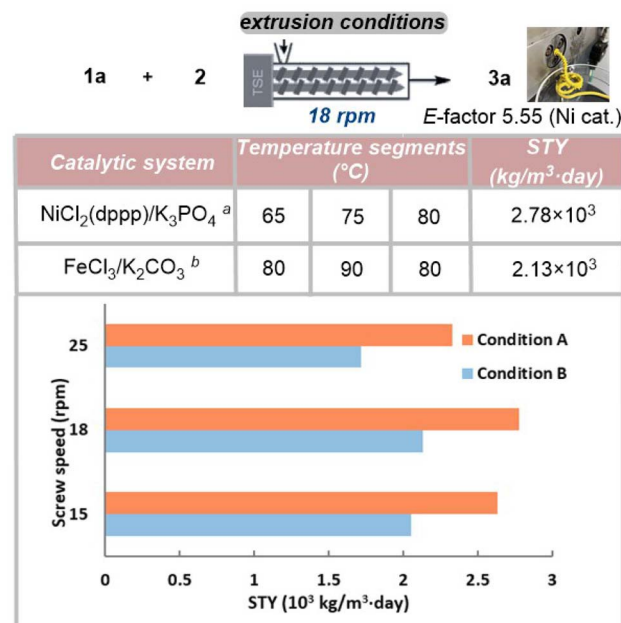 extrusion conditions
1a + 2
TSE
3a
18 rpm
E-factor 5.55 (Ni cat.)
Catalytic system
Temperature segments (°C)
STY (kg/m³·day)
NiCl₂(dppp)/K₃PO₄ ᵃ 65 75 80 2.78×10³
FeCl₃/K₂CO₃ ᵇ 80 90 80 2.13×10³
Screw speed (rpm)
25
18
15
Condition A
Condition B
0 0.5 1 1.5 2 2.5 3
STY (10³ kg/m³·day)